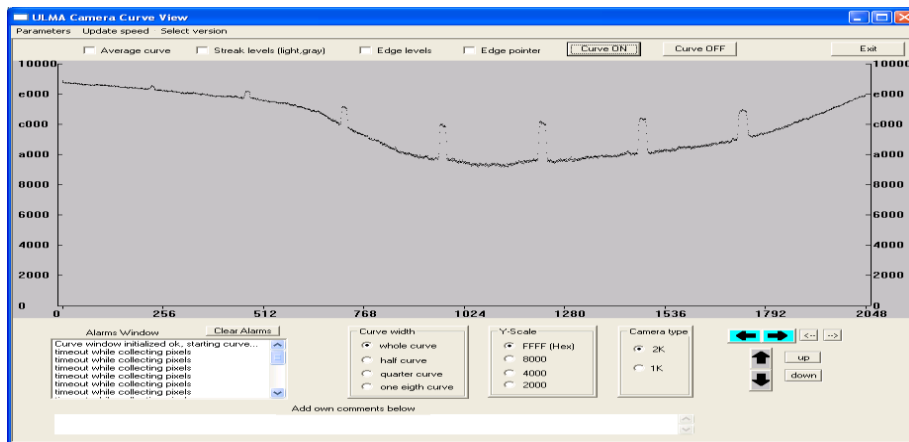 ULMA Camera Curve View
Parameters Update speed Select version
Average curve Streak levels (light,gray) Edge levels Edge pointer Curve ON Curve OFF Exit
10000 10000
e000 e000
c000 c000
a000 a000
8000 8000
6000 6000
4000 4000
2000 2000
0 0
0 256 512 768 1024 1280 1536 1792 2048
Alarms Window Clear Alarms
Curve window initialized ok, starting curve...
timeout while collecting pixels
timeout while collecting pixels
timeout while collecting pixels
timeout while collecting pixels
timeout while collecting pixels
timeout while collecting pixels
Curve width
whole curve
half curve
quarter curve
one eigth curve
Y-Scale
FFFF (Hex)
8000
4000
2000
Camera type
2K
1K
<-- -->
up
down
Add own comments below